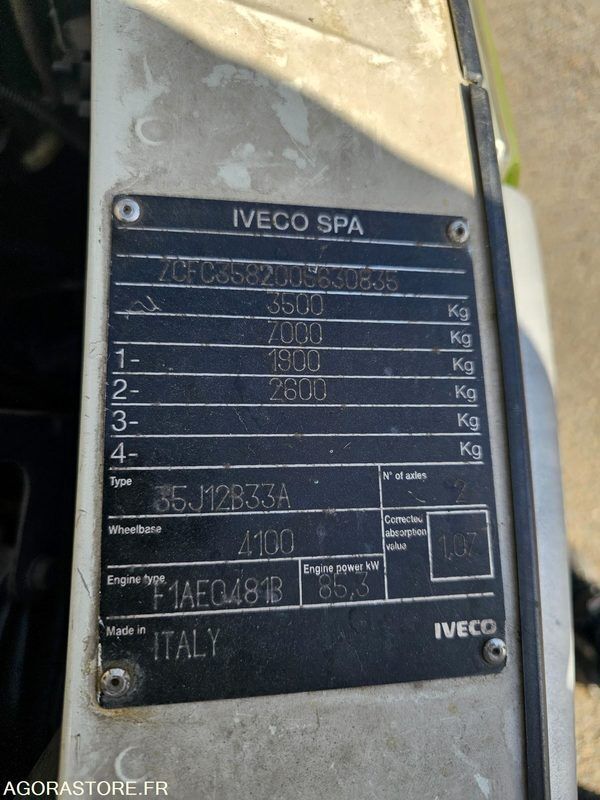 IVECO SPA
ZCFC3582005630835
3500 Kg
7000 Kg
1- 1900 Kg
2- 2600 Kg
3- Kg
4- Kg
Type 35J12B33A N° of axles 2
Wheelbase 4100 Corrected absorption value 1,07
Engine type F1AE0481B Engine power kW 85,3
Made in ITALY IVECO
AGORASTORE.FR